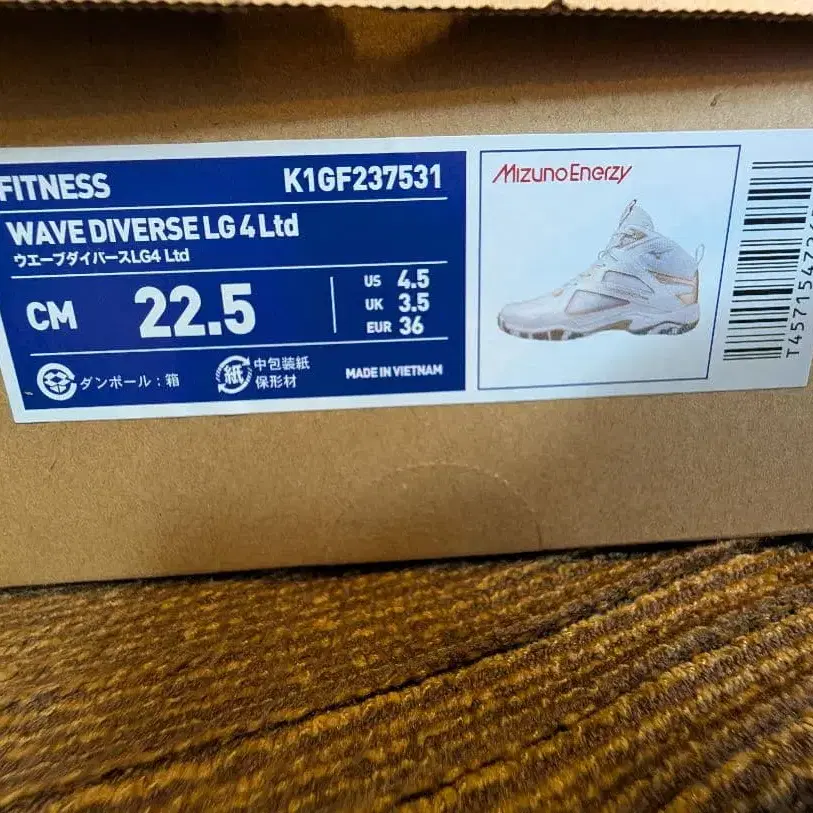 FITNESS K1GF237531
WAVE DIVERSE LG 4 Ltd
ウエーブダイバースLG4 Ltd
CM 22.5
US 4.5
UK 3.5
EUR 36
ダンボール：箱
紙 中包装紙
保形材
MADE IN VIETNAM
Mizuno Enerzy